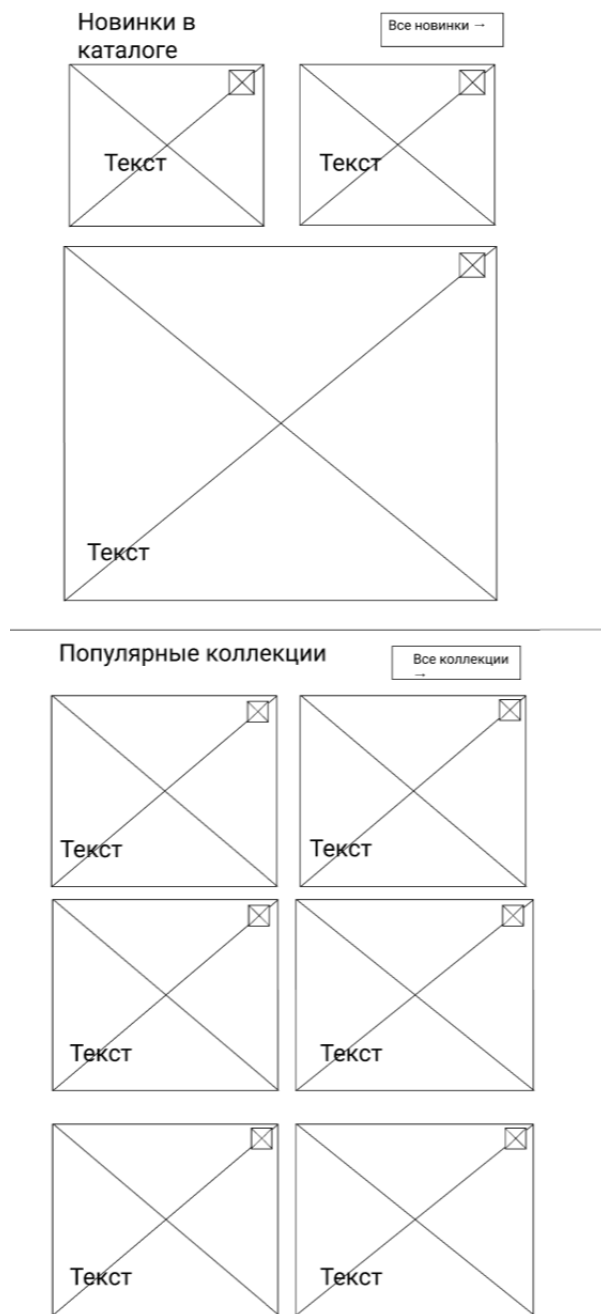 Новинки в
каталоге
Все новинки →
Текст
Текст
Текст
Популярные коллекции
Все коллекции
→
Текст
Текст
Текст
Текст
Текст
Текст